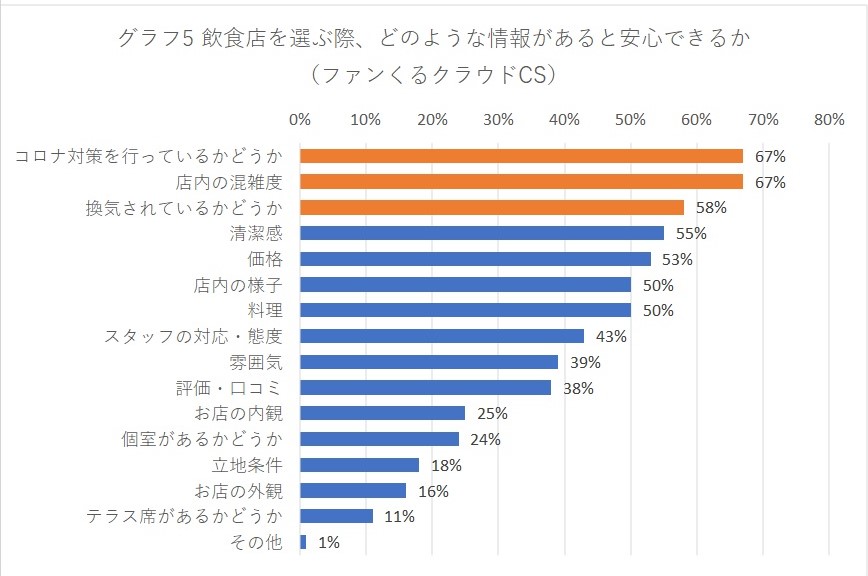 グラフ5 飲食店を選ぶ際、どのような情報があると安心できるか
（ファンくるクラウドCS）
0% 10% 20% 30% 40% 50% 60% 70% 80%
コロナ対策を行っているかどうか 67%
店内の混雑度 67%
換気されているかどうか 58%
清潔感 55%
価格 53%
店内の様子 50%
料理 50%
スタッフの対応・態度 43%
雰囲気 39%
評価・口コミ 38%
お店の内観 25%
個室があるかどうか 24%
立地条件 18%
お店の外観 16%
テラス席があるかどうか 11%
その他 1%